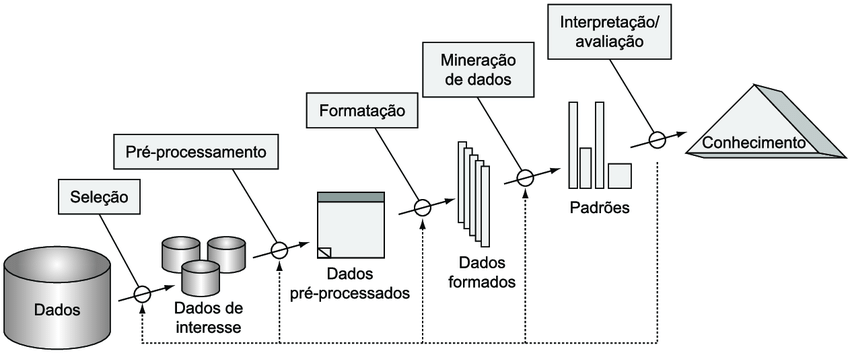 Interpretação/
avaliação
Mineração
de dados
Formatação
Pré-processamento
Seleção
Conhecimento
Padrões
Dados
formados
Dados
pré-processados
Dados de
interesse
Dados